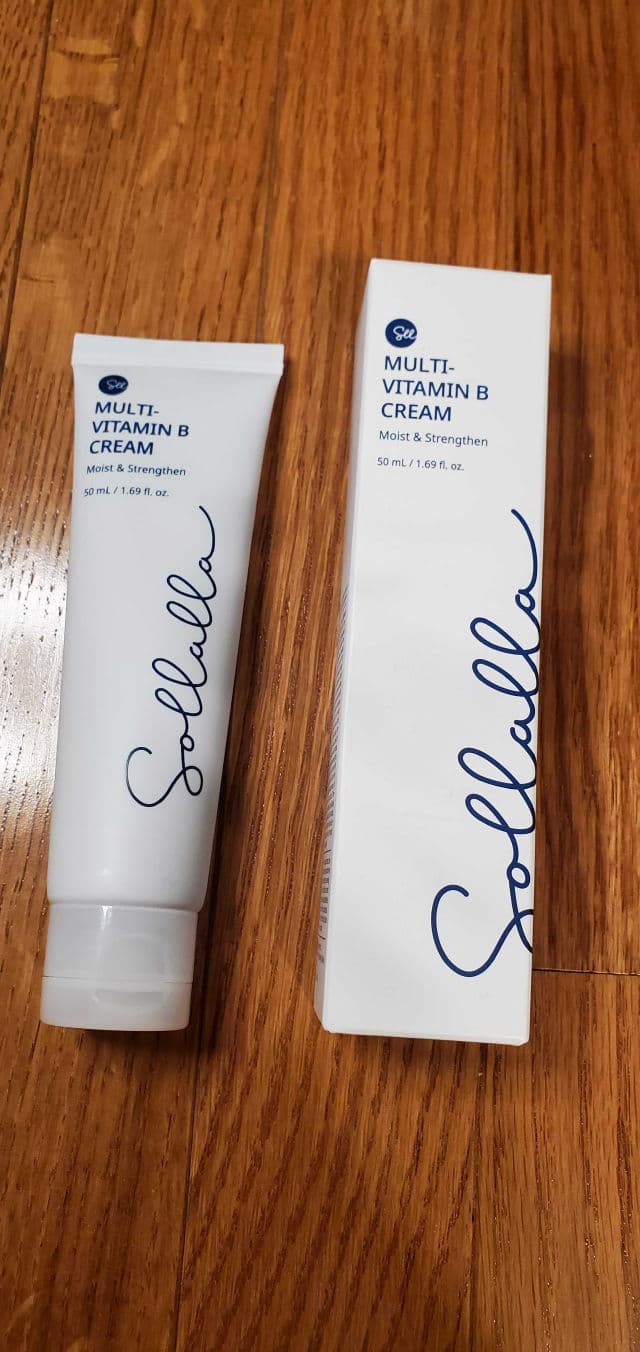 Sll
MULTI-
VITAMIN B
CREAM
Moist & Strengthen
50 mL / 1.69 fl. oz.
Sollalla
Sll
MULTI-
VITAMIN B
CREAM
Moist & Strengthen
50 mL / 1.69 fl. oz.
Sollalla